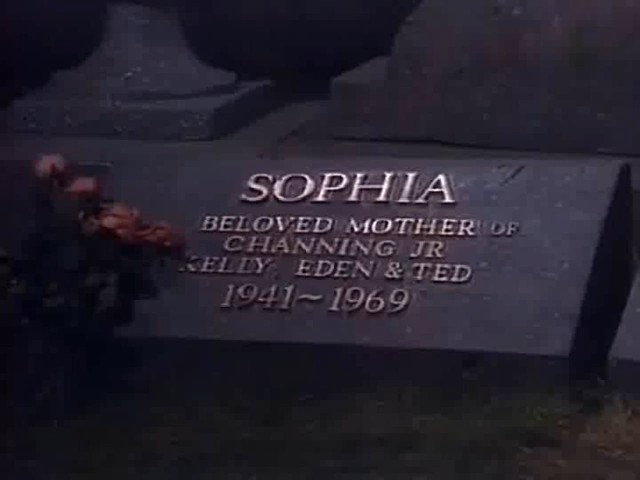 SOPHIA
BELOVED MOTHER OF
CHANNING JR
KELLY, EDEN & TED
1941~1969